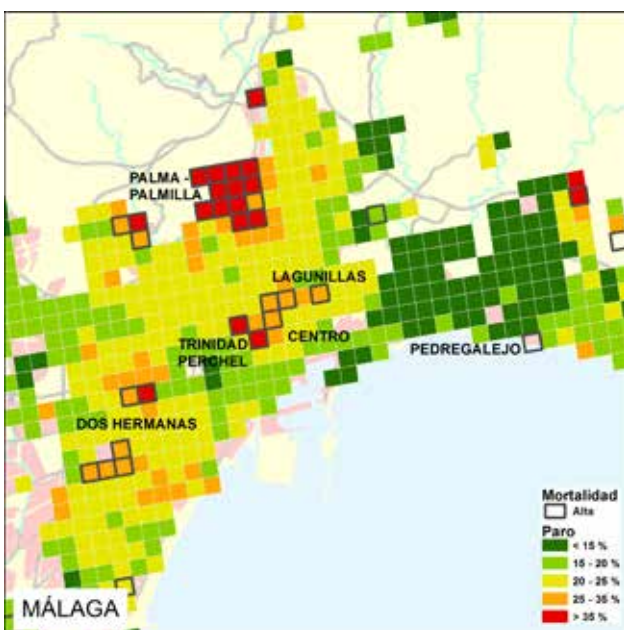 PALMA -
PALMILLA
LAGUNILLAS
TRINIDAD
PERCHEL
CENTRO
PEDREGALEJO
DOS HERMANAS
Mortalidad
Alta
Paro
< 15 %
15 - 20 %
20 - 25 %
25 - 35 %
> 35 %
MÁLAGA